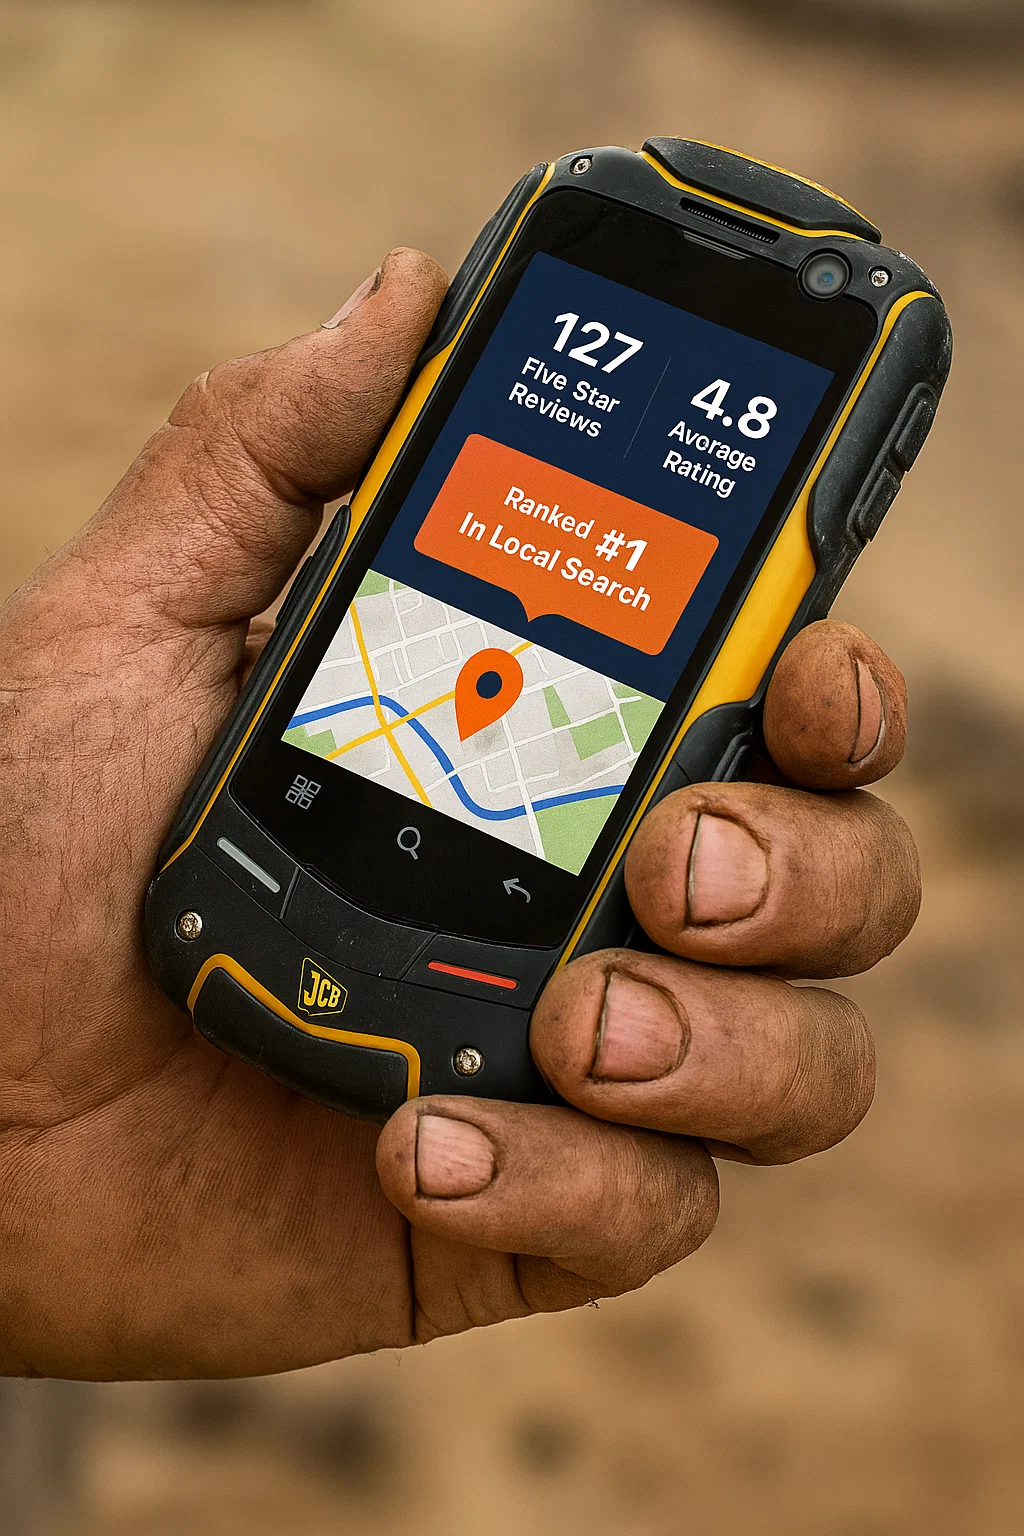 127
Five Star
Reviews
4.8
Average
Rating
Ranked #1
In Local Search
JCB